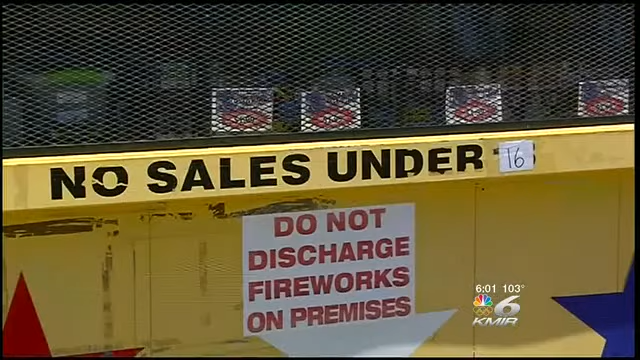 NO SALES UNDER 16
DO NOT
DISCHARGE
FIREWORKS
ON PREMISES
6:01 103°
6
KMIR